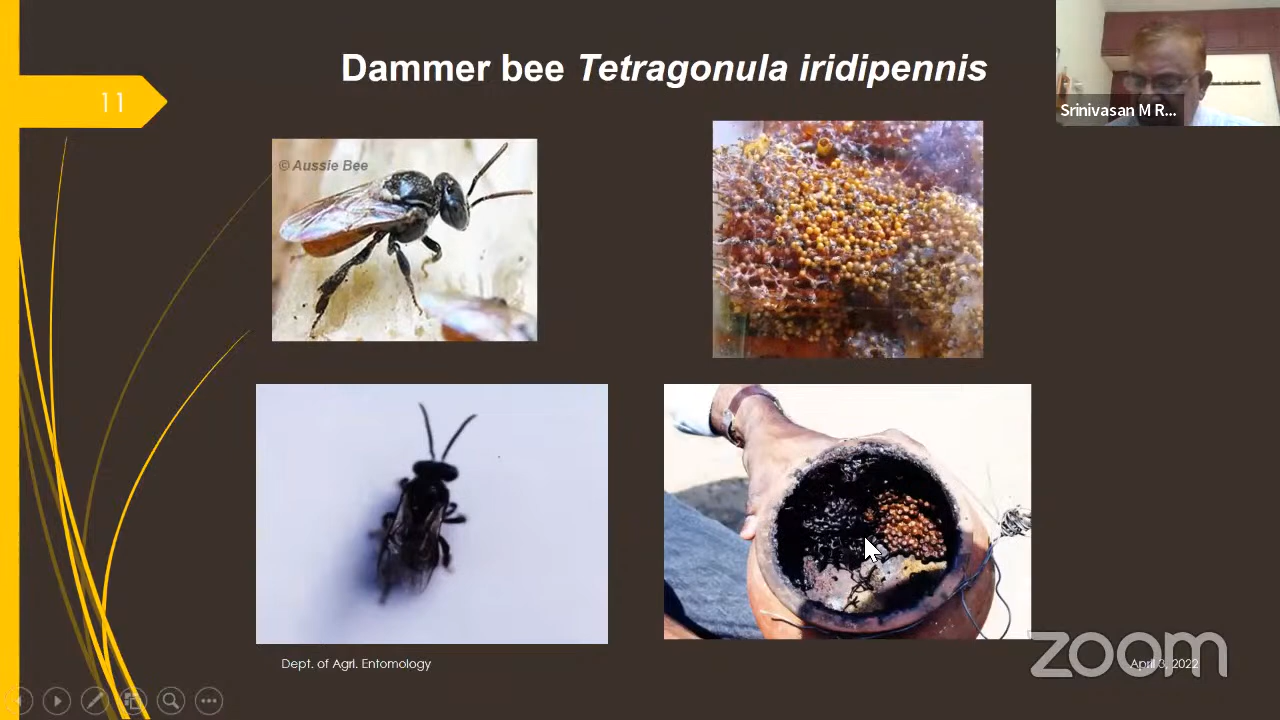 Dammer bee Tetragonula iridipennis
11
Srinivasan M R...
© Aussie Bee
Dept. of Agrl. Entomology
April 3, 2022
zoom